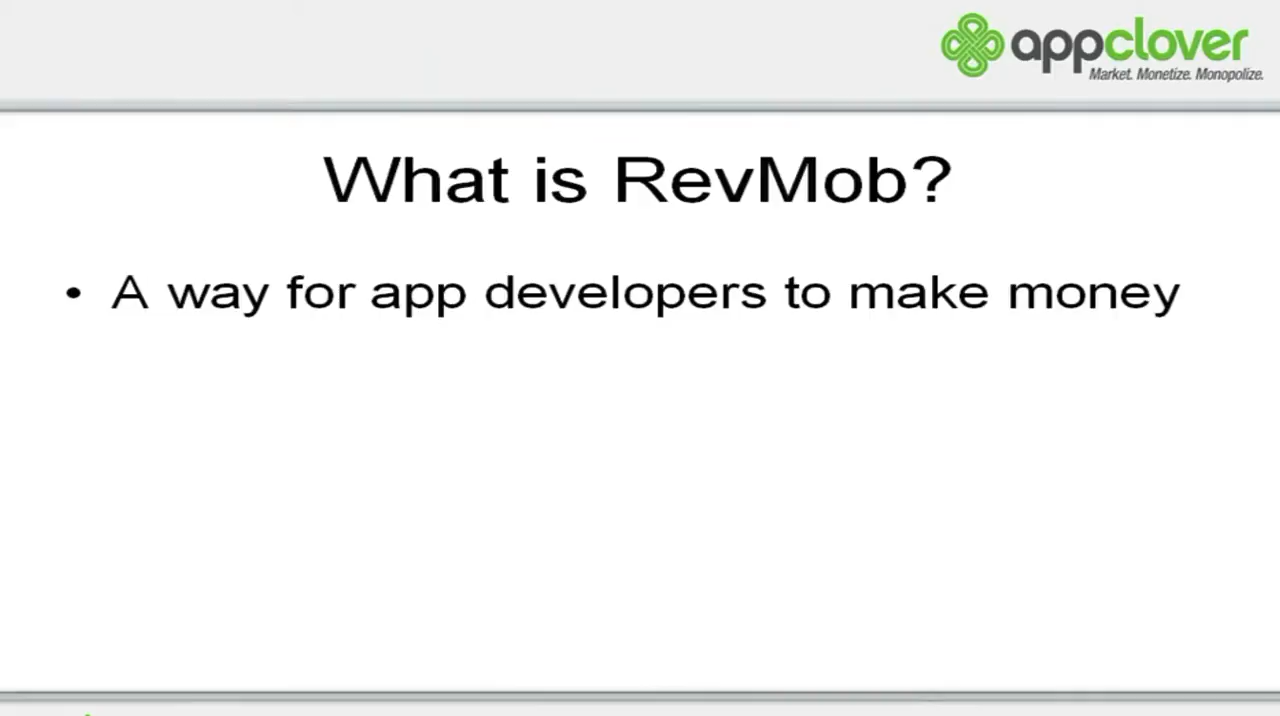 appclover
Market. Monetize. Monopolize.
What is RevMob?
• A way for app developers to make money